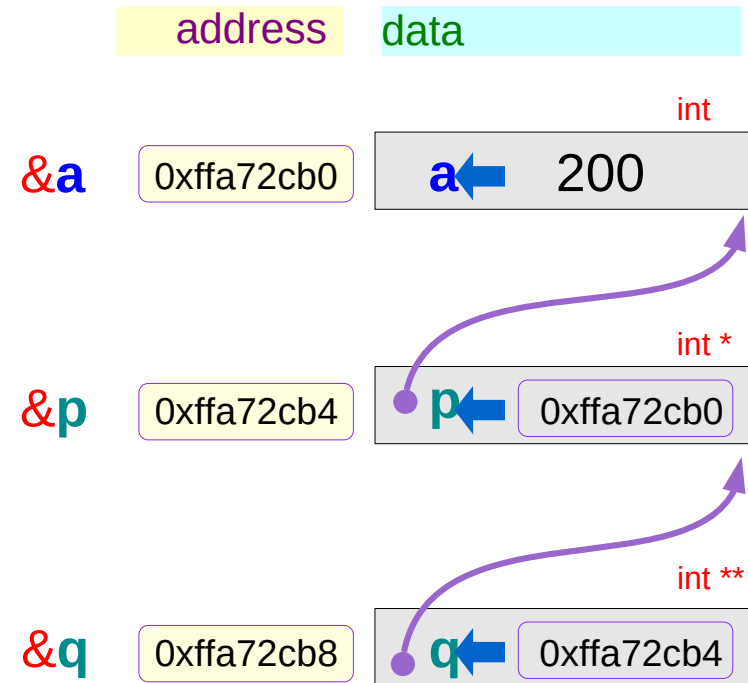 address data
int
&a 0xffa72cb0 a 200
int *
&p 0xffa72cb4 p 0xffa72cb0
int **
&q 0xffa72cb8 q 0xffa72cb4